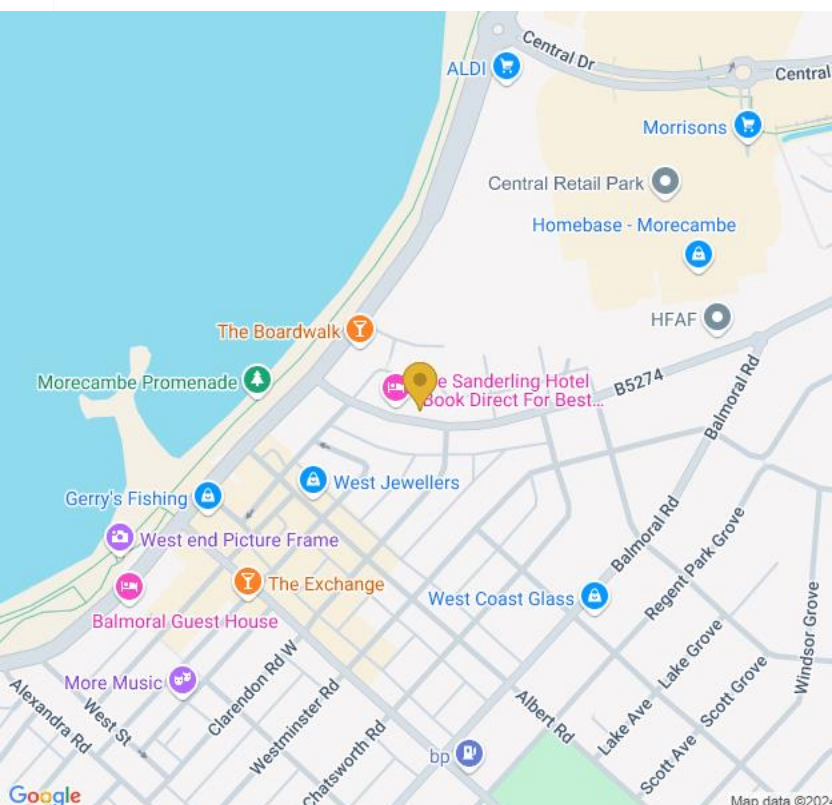 Central Dr
ALDI
Central
Morrisons
Central Retail Park
Homebase - Morecambe
HFAF
The Boardwalk
Morecambe Promenade
e Sanderling Hotel
Book Direct For Best...
B5274
Balmoral Rd
West Jewellers
Gerry's Fishing
West end Picture Frame
The Exchange
Balmoral Rd
Regent Park Grove
West Coast Glass
Balmoral Guest House
Windsor Grove
Lake Grove
More Music
Clarendon Rd W
Scott Grove
Alexandra Rd
West St
Westminster Rd
Albert Rd
Lake Ave
Chatsworth Rd
Scott Ave
bp
Google
Map data ©2024